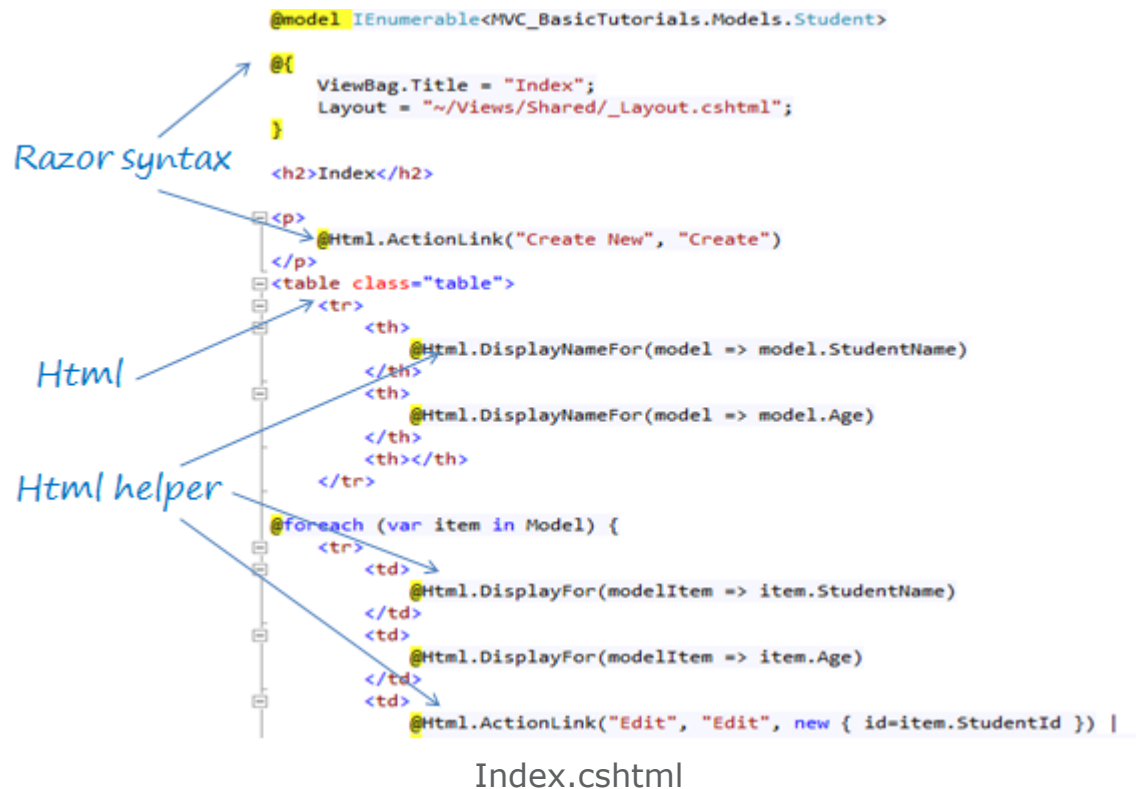 @model IEnumerable<MVC_BasicTutorials.Models.Student>
@{
ViewBag.Title = "Index";
Layout = "~/Views/Shared/_Layout.cshtml";
}
Razor syntax
<h2>Index</h2>
<p>
@Html.ActionLink("Create New", "Create")
</p>
<table class="table">
<tr>
<th>
@Html.DisplayNameFor(model => model.StudentName)
Html
</th>
<th>
@Html.DisplayNameFor(model => model.Age)
</th>
<th></th>
</tr>
Html helper
@foreach (var item in Model) {
<tr>
<td>
@Html.DisplayFor(modelItem => item.StudentName)
</td>
<td>
@Html.DisplayFor(modelItem => item.Age)
</td>
<td>
@Html.ActionLink("Edit", "Edit", new { id=item.StudentId }) |
Index.cshtml